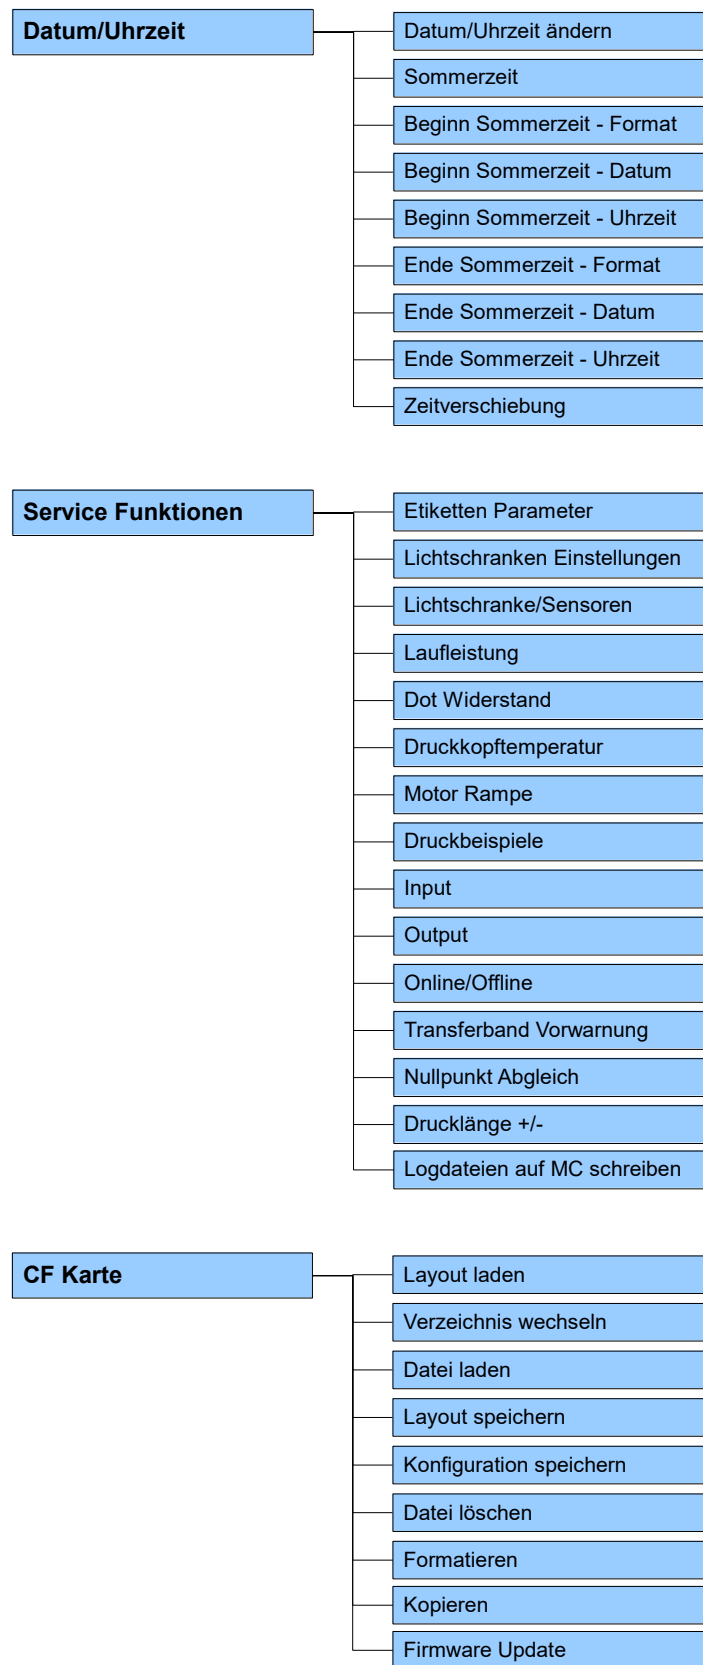 Datum/Uhrzeit
Datum/Uhrzeit ändern
Sommerzeit
Beginn Sommerzeit - Format
Beginn Sommerzeit - Datum
Beginn Sommerzeit - Uhrzeit
Ende Sommerzeit - Format
Ende Sommerzeit - Datum
Ende Sommerzeit - Uhrzeit
Zeitverschiebung
Service Funktionen
Etiketten Parameter
Lichtschranken Einstellungen
Lichtschranke/Sensoren
Laufleistung
Dot Widerstand
Druckkopftemperatur
Motor Rampe
Druckbeispiele
Input
Output
Online/Offline
Transferband Vorwarnung
Nullpunkt Abgleich
Drucklänge +/-
Logdateien auf MC schreiben
CF Karte
Layout laden
Verzeichnis wechseln
Datei laden
Layout speichern
Konfiguration speichern
Datei löschen
Formatieren
Kopieren
Firmware Update